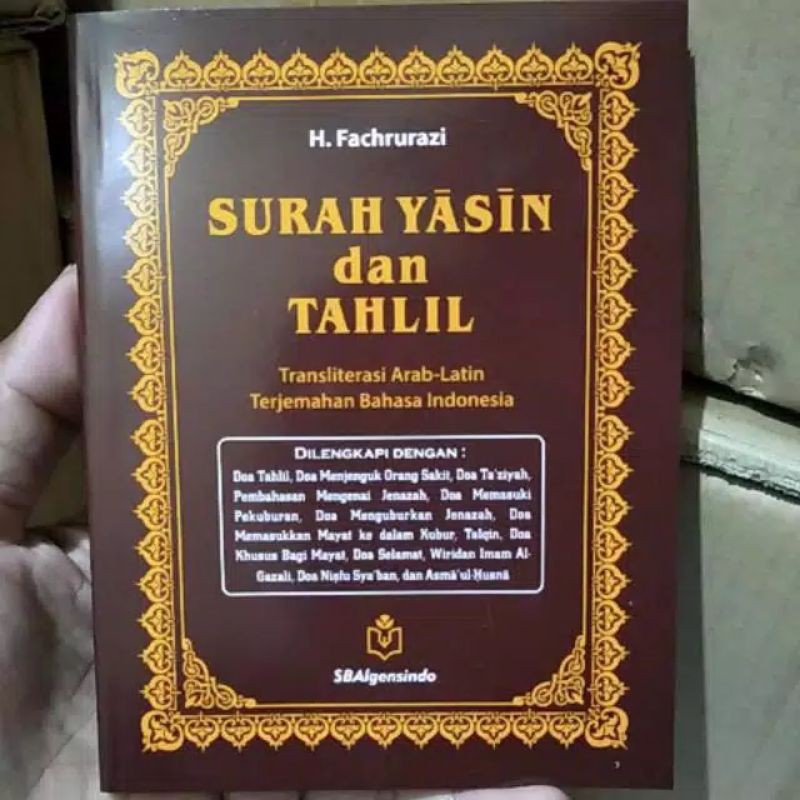 H. Fachrurazi
SURAH YĀSĪN
dan
TAHLIL
Transliterasi Arab-Latin
Terjemahan Bahasa Indonesia
DILENGKAPI DENGAN :
Doa Tahlil, Doa Menjenguk Orang Sakit, Doa Ta'ziyah,
Pembahasan Mengenai Jenazah, Doa Memasuki
Pekuburan, Doa Menguburkan Jenazah, Doa
Memasukkan Mayat ke dalam Kubur, Talqin, Doa
Khusus Bagi Mayat, Doa Selamat, Wiridan Imam Al-
Gazali, Doa Niṣfu Sya'ban, dan Asmā'ul-Ḥusnā
SBAlgensindo